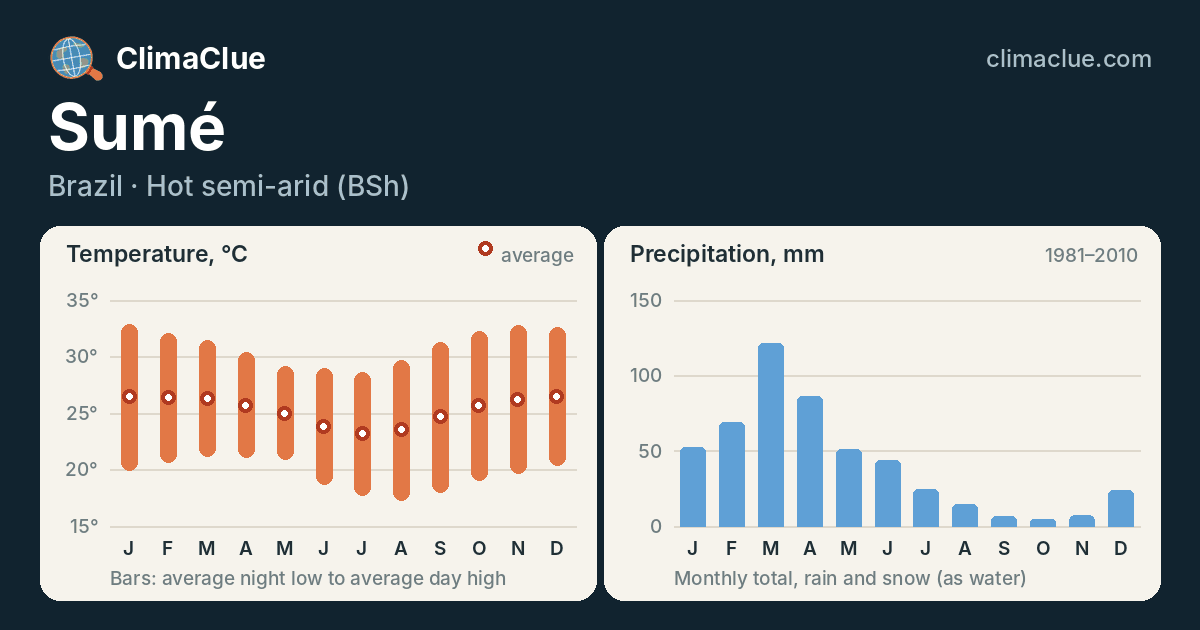 ClimaClue
climaclue.com
Sumé
Brazil · Hot semi-arid (BSh)
Temperature, °C
average
35°
30°
25°
20°
15°
J F M A M J J A S O N D
Bars: average night low to average day high
Precipitation, mm
1981–2010
150
100
50
0
J F M A M J J A S O N D
Monthly total, rain and snow (as water)